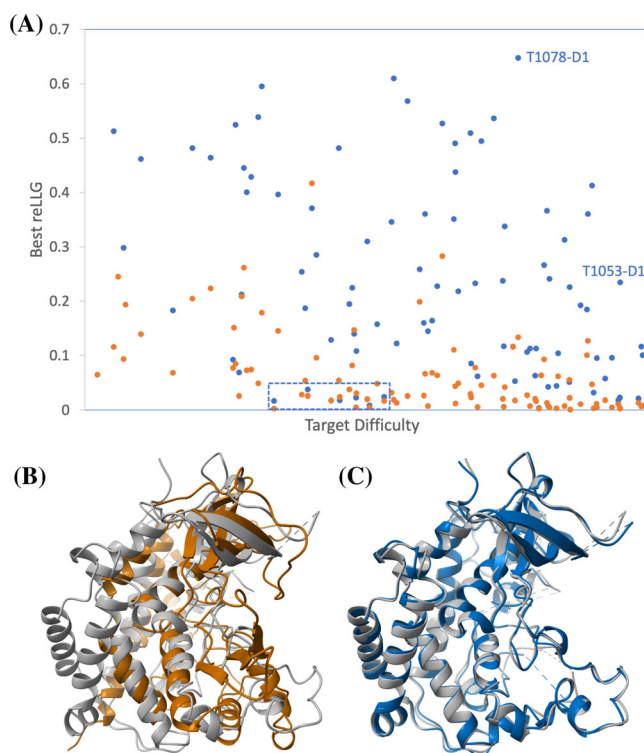 (A)
0.7
0.6
0.5
0.4
0.3
0.2
0.1
0
Best reLLG
T1078-D1
T1053-D1
Target Difficulty
(B)
(C)